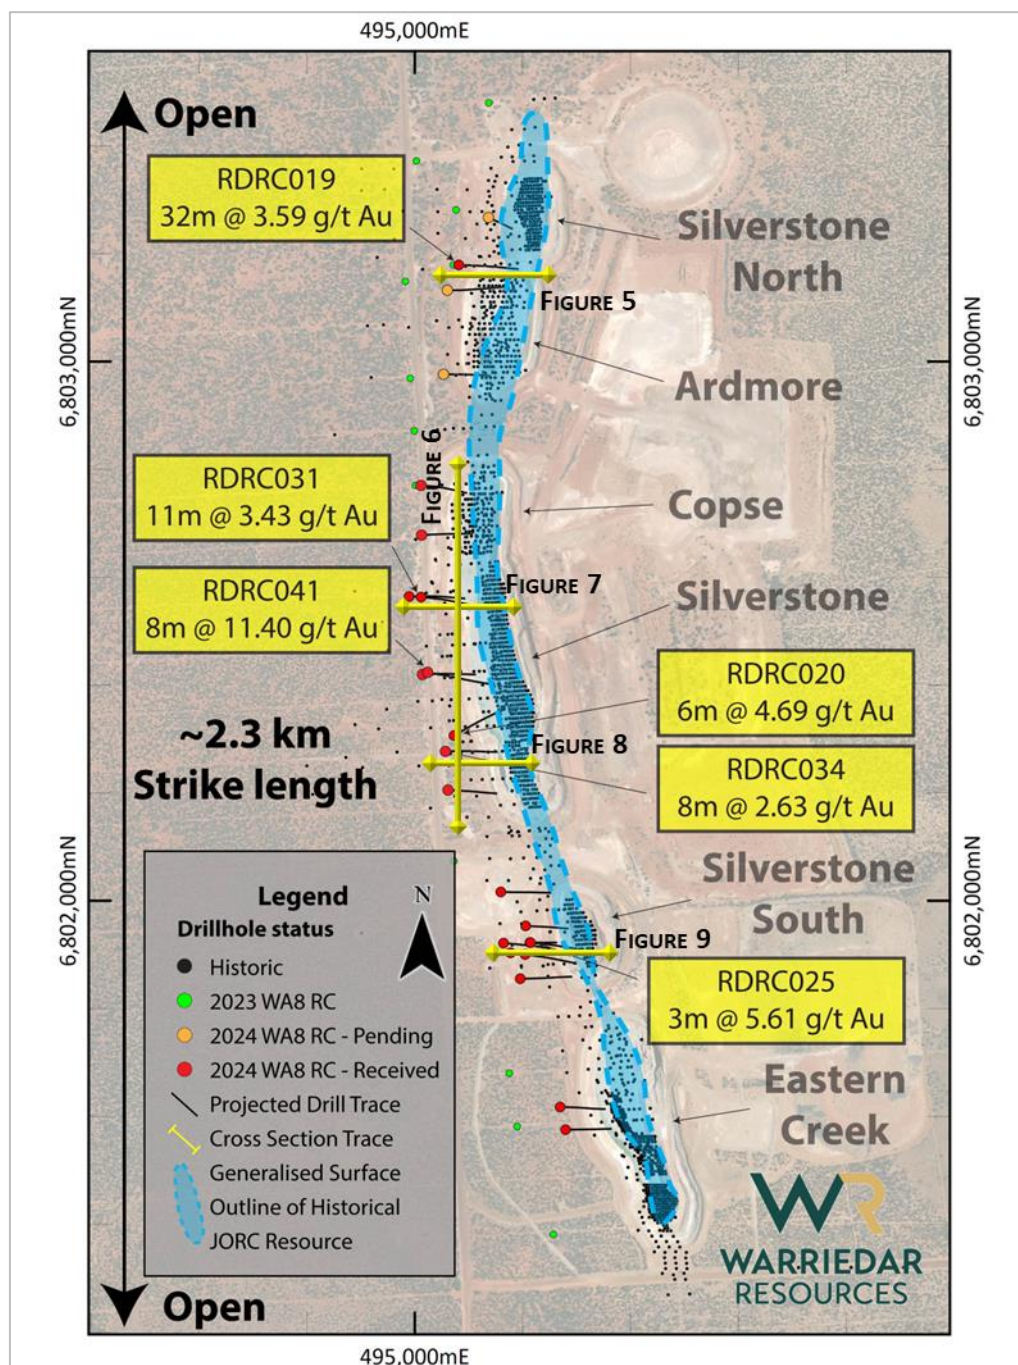 495,000mE
Open
RDRC019
32m @ 3.59 g/t Au
Silverstone
North
FIGURE 5
6,803,000mN
6,803,000mN
Ardmore
FIGURE 6
RDRC031
11m @ 3.43 g/t Au
Copse
RDRC041
8m @ 11.40 g/t Au
FIGURE 7
Silverstone
RDRC020
6m @ 4.69 g/t Au
~2.3 km
Strike length
FIGURE 8
RDRC034
8m @ 2.63 g/t Au
Silverstone
South
6,802,000mN
6,802,000mN
FIGURE 9
RDRC025
3m @ 5.61 g/t Au
Eastern
Creek
Legend
N
Drillhole status
Historic
2023 WA8 RC
2024 WA8 RC - Pending
2024 WA8 RC - Received
Projected Drill Trace
Cross Section Trace
Generalised Surface
Outline of Historical
JORC Resource
WR
WARRIEDAR
RESOURCES
Open
495,000mE